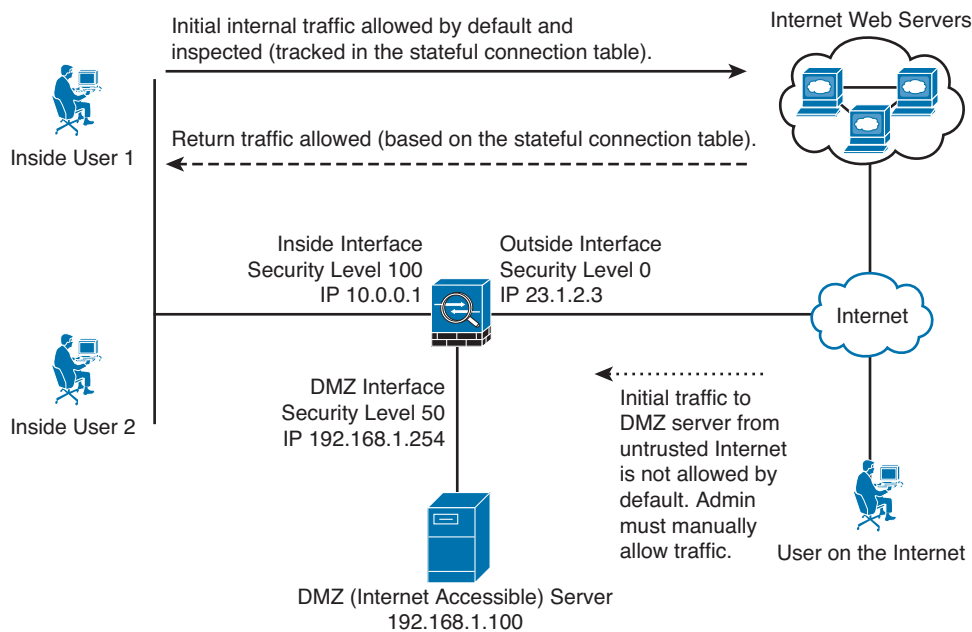 Initial internal traffic allowed by default and
inspected (tracked in the stateful connection table).
Internet Web Servers
Inside User 1
Return traffic allowed (based on the stateful connection table).
Inside Interface
Security Level 100
IP 10.0.0.1
Outside Interface
Security Level 0
IP 23.1.2.3
Internet
Inside User 2
DMZ Interface
Security Level 50
IP 192.168.1.254
Initial traffic to
DMZ server from
untrusted Internet
is not allowed by
default. Admin
must manually
allow traffic.
User on the Internet
DMZ (Internet Accessible) Server
192.168.1.100